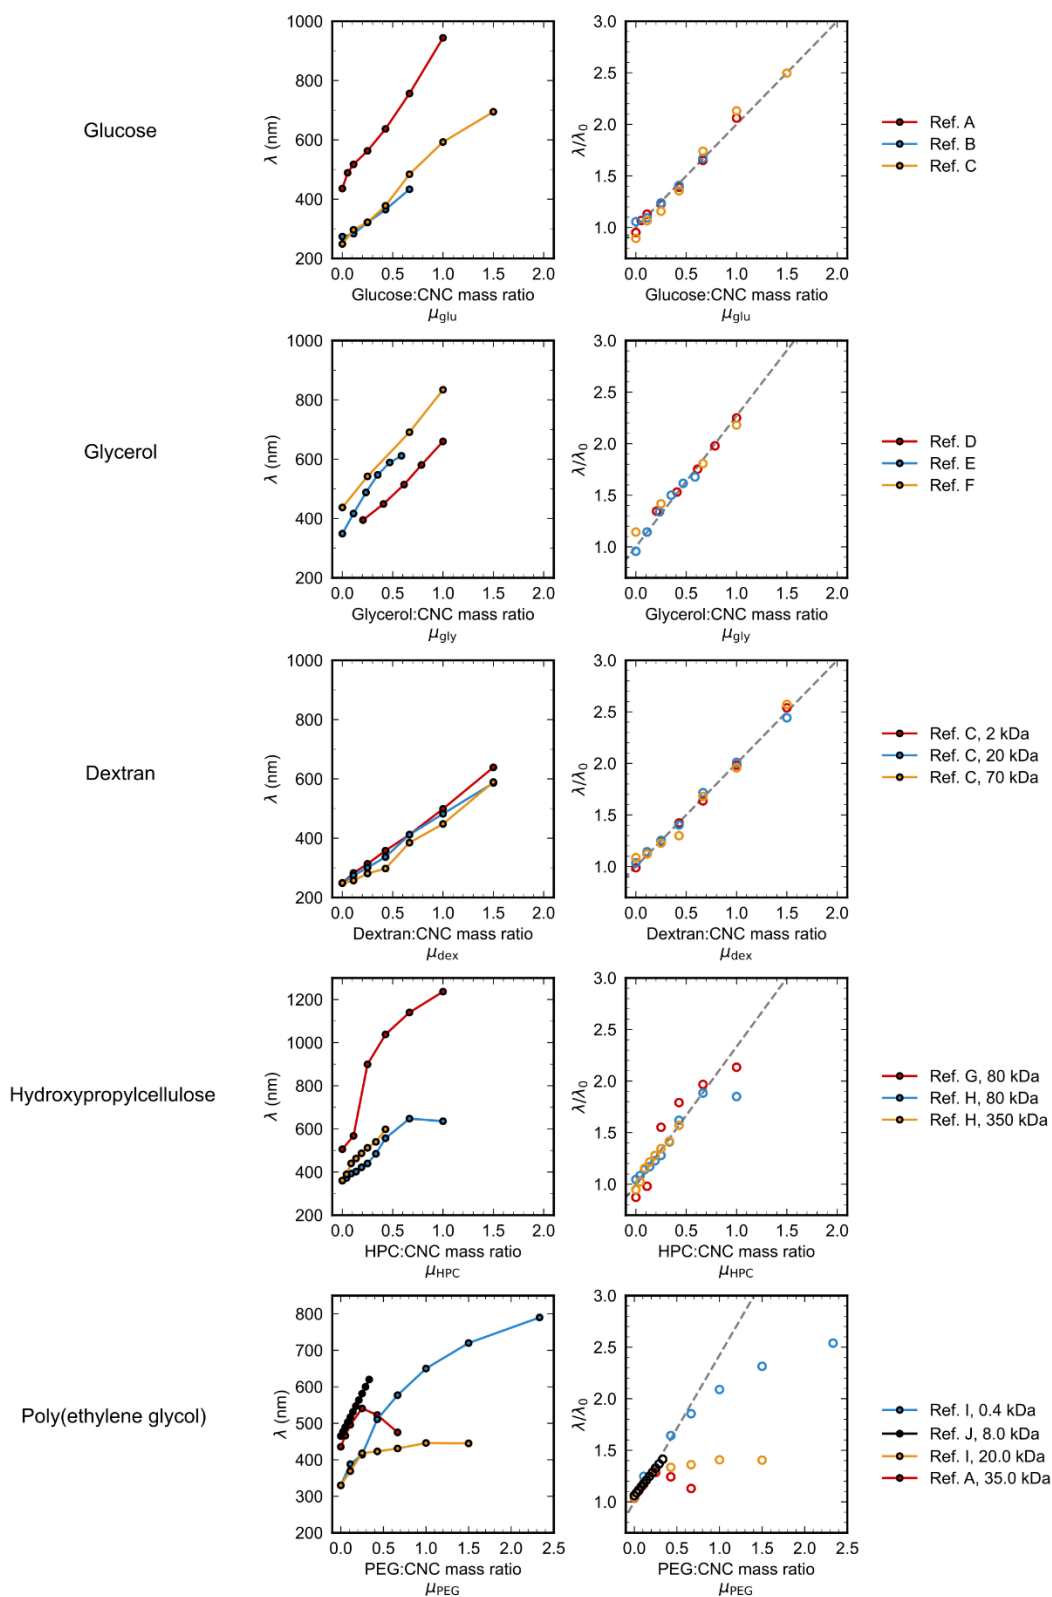 Glucose
1000
800
600
400
200
λ (nm)
0.0 0.5 1.0 1.5 2.0
Glucose:CNC mass ratio
μglu
3.0
2.5
2.0
1.5
1.0
λ/λ0
0.0 0.5 1.0 1.5 2.0
Glucose:CNC mass ratio
μglu
Ref. A
Ref. B
Ref. C
Glycerol
1000
800
600
400
200
λ (nm)
0.0 0.5 1.0 1.5 2.0
Glycerol:CNC mass ratio
μgly
3.0
2.5
2.0
1.5
1.0
λ/λ0
0.0 0.5 1.0 1.5 2.0
Glycerol:CNC mass ratio
μgly
Ref. D
Ref. E
Ref. F
Dextran
1000
800
600
400
200
λ (nm)
0.0 0.5 1.0 1.5 2.0
Dextran:CNC mass ratio
μdex
3.0
2.5
2.0
1.5
1.0
λ/λ0
0.0 0.5 1.0 1.5 2.0
Dextran:CNC mass ratio
μdex
Ref. C, 2 kDa
Ref. C, 20 kDa
Ref. C, 70 kDa
Hydroxypropylcellulose
1200
1000
800
600
400
200
λ (nm)
0.0 0.5 1.0 1.5 2.0
HPC:CNC mass ratio
μHPC
3.0
2.5
2.0
1.5
1.0
λ/λ0
0.0 0.5 1.0 1.5 2.0
HPC:CNC mass ratio
μHPC
Ref. G, 80 kDa
Ref. H, 80 kDa
Ref. H, 350 kDa
Poly(ethylene glycol)
800
700
600
500
400
300
200
λ (nm)
0.0 0.5 1.0 1.5 2.0 2.5
PEG:CNC mass ratio
μPEG
3.0
2.5
2.0
1.5
1.0
λ/λ0
0.0 0.5 1.0 1.5 2.0 2.5
PEG:CNC mass ratio
μPEG
Ref. I, 0.4 kDa
Ref. J, 8.0 kDa
Ref. I, 20.0 kDa
Ref. A, 35.0 kDa